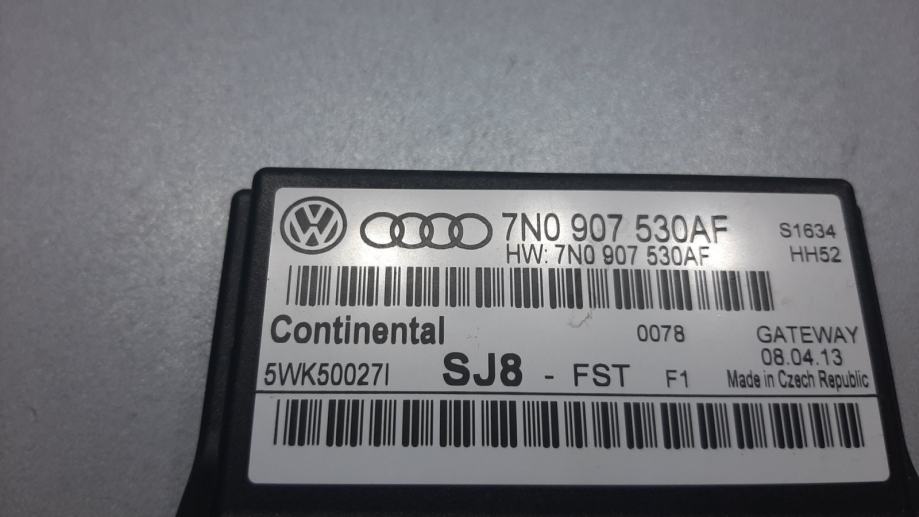 7N0 907 530AF S1634
HW: 7N0 907 530AF HH52
Continental 0078 GATEWAY
08.04.13
5WK50027I SJ8 - FST F1 Made in Czech Republic